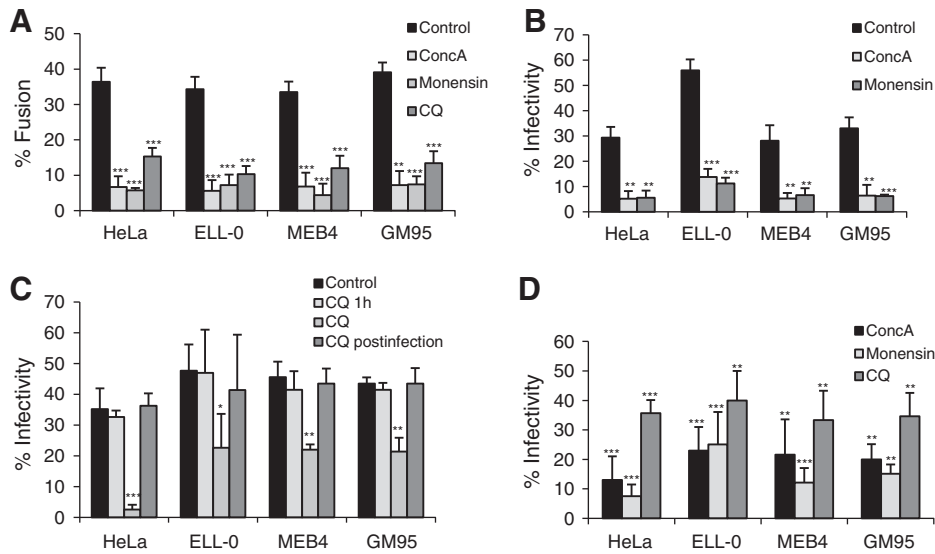 A
% Fusion
50
40
30
20
10
0
Control
ConcA
Monensin
CQ
*** *** ***
*** *** ***
*** *** ***
** *** ***
HeLa ELL-0 MEB4 GM95
B
% Infectivity
70
60
50
40
30
20
10
0
Control
ConcA
Monensin
** **
*** ***
** **
** ***
HeLa ELL-0 MEB4 GM95
C
% Infectivity
70
60
50
40
30
20
10
0
Control
CQ 1h
CQ
CQ postinfection
***
*
**
**
HeLa ELL-0 MEB4 GM95
D
% Infectivity
60
50
40
30
20
10
0
ConcA
Monensin
CQ
*** *** ***
*** *** **
** *** **
** ** **
HeLa ELL-0 MEB4 GM95